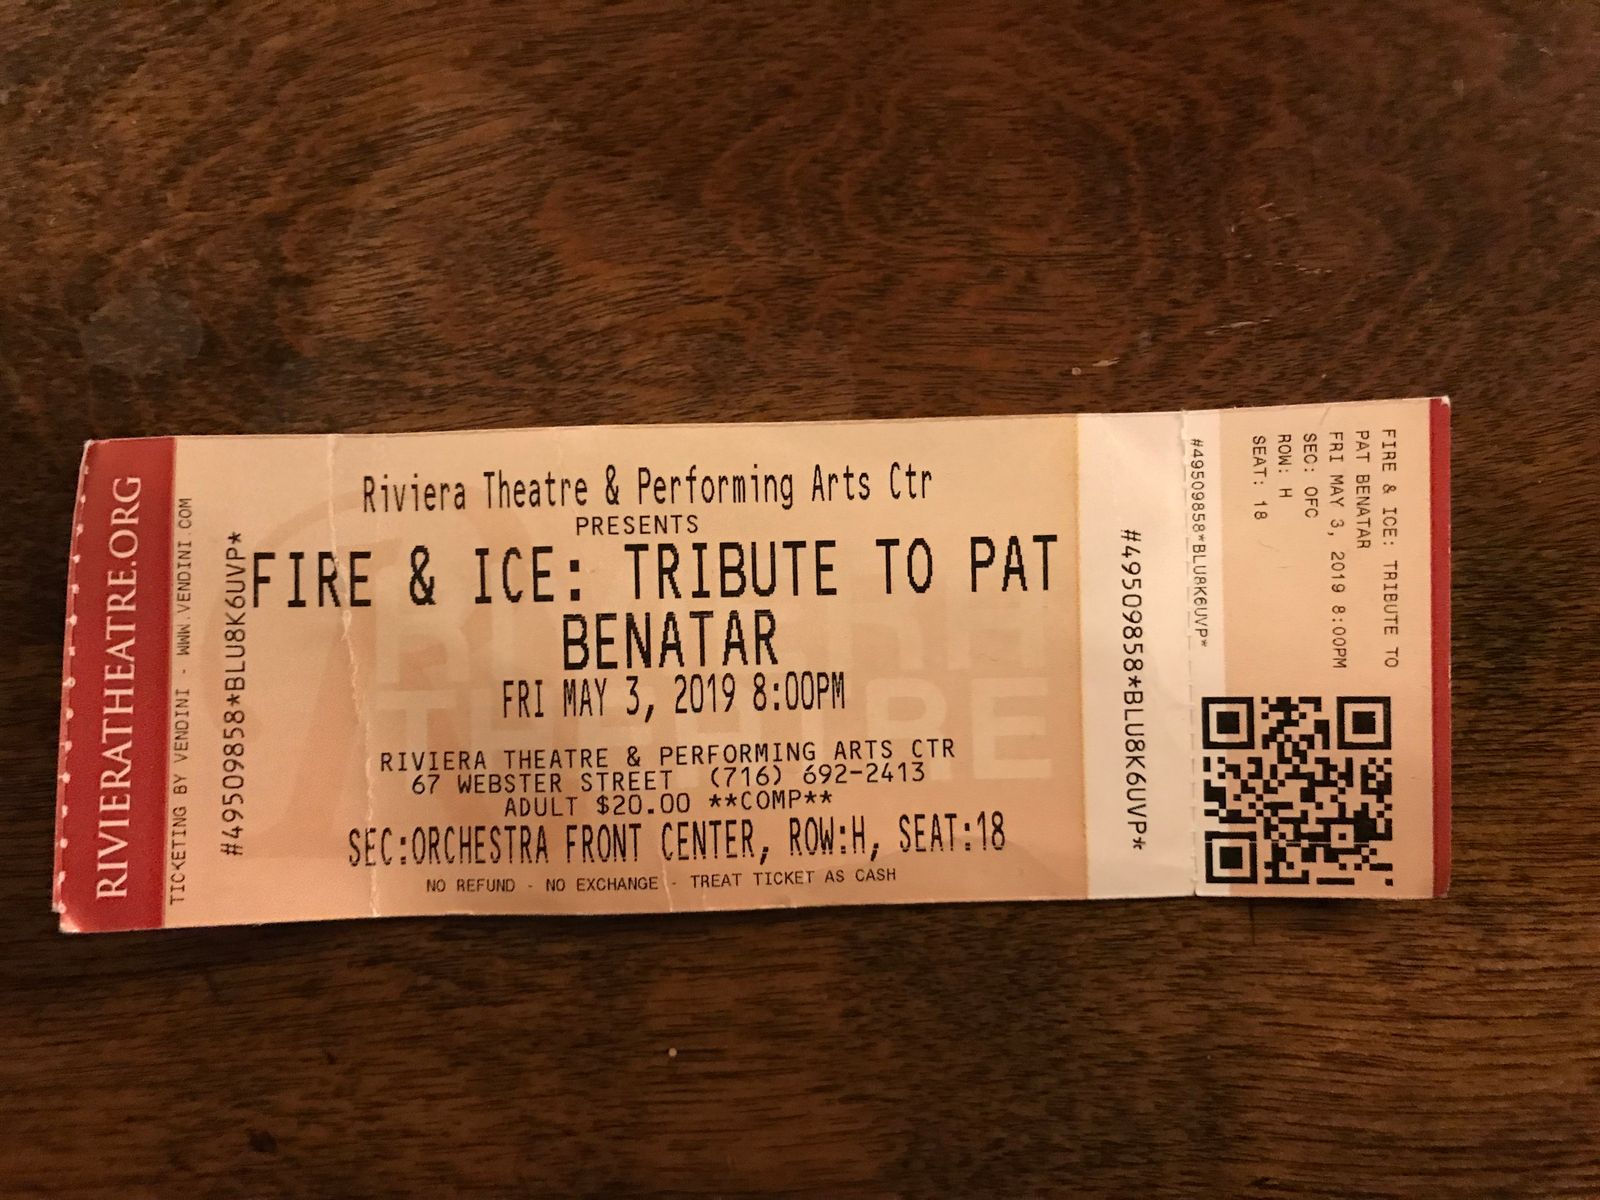 RIVIERATHEATRE.ORG
TICKETING BY VENDINI - WWW.VENDINI.COM
#49509858*BLU8K6UVP*
Riviera Theatre & Performing Arts Ctr
PRESENTS
FIRE & ICE: TRIBUTE TO PAT
BENATAR
FRI MAY 3, 2019 8:00PM
RIVIERA THEATRE & PERFORMING ARTS CTR
67 WEBSTER STREET (716) 692-2413
ADULT $20.00 **COMP**
SEC:ORCHESTRA FRONT CENTER, ROW:H, SEAT:18
NO REFUND - NO EXCHANGE - TREAT TICKET AS CASH
#49509858*BLU8K6UVP*
#49509858*BLU8K6UVP*
FIRE & ICE: TRIBUTE TO
PAT BENATAR
FRI MAY 3, 2019 8:00PM
SEC: OFC
ROW: H
SEAT: 18